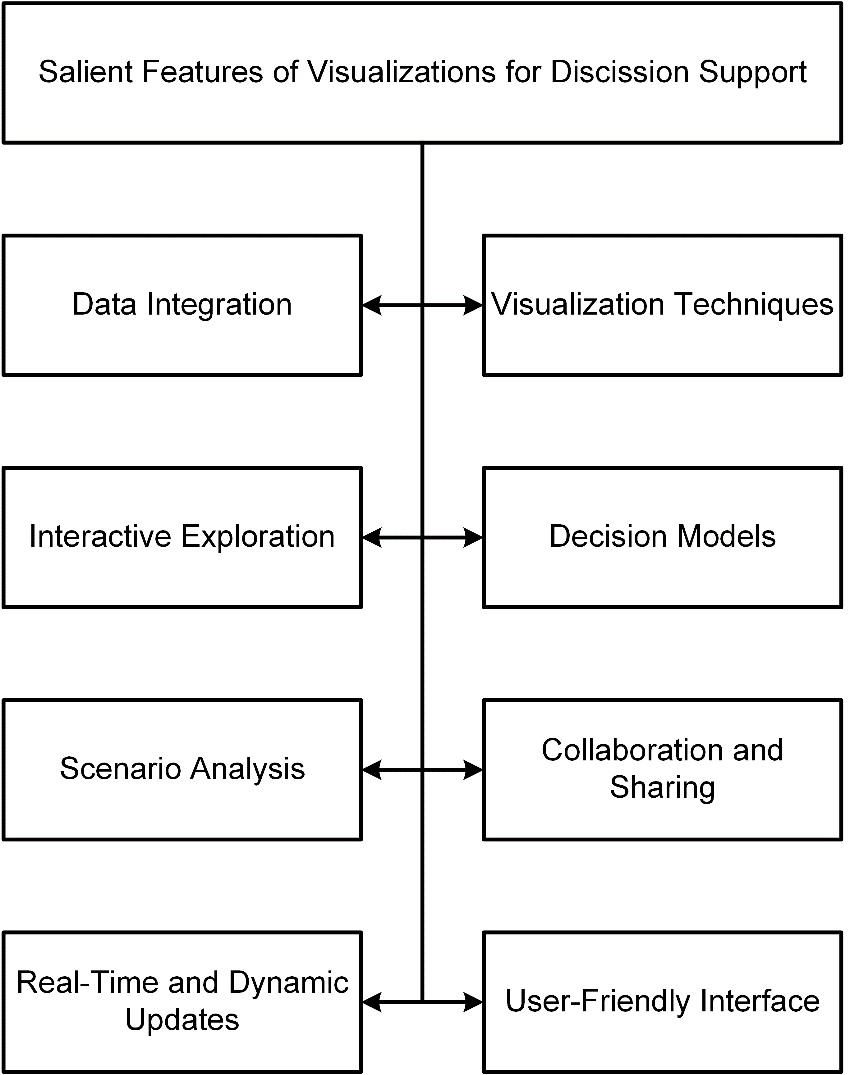 Salient Features of Visualizations for Discission Support
Data Integration
Visualization Techniques
Interactive Exploration
Decision Models
Scenario Analysis
Collaboration and
Sharing
Real-Time and Dynamic
Updates
User-Friendly Interface